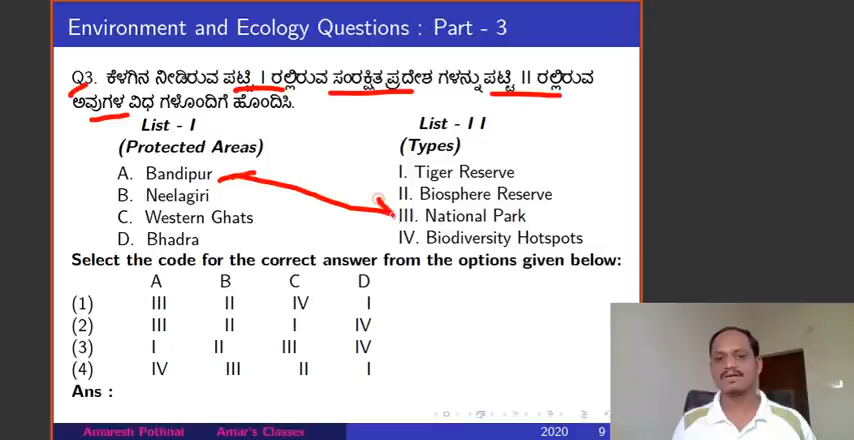 Environment and Ecology Questions : Part - 3
Q3. ಕೆಳಗಿನ ನೀಡಿರುವ ಪಟ್ಟಿ I ರಲ್ಲಿರುವ ಸಂರಕ್ಷಿತ ಪ್ರದೇಶ ಗಳನ್ನು ಪಟ್ಟಿ II ರಲ್ಲಿರುವ
ಅವುಗಳ ವಿಧ ಗಳೊಂದಿಗೆ ಹೊಂದಿಸಿ.
List - I List - I I
(Protected Areas) (Types)
A. Bandipur I. Tiger Reserve
B. Neelagiri II. Biosphere Reserve
C. Western Ghats III. National Park
D. Bhadra IV. Biodiversity Hotspots
Select the code for the correct answer from the options given below:
A B C D
(1) III II IV I
(2) III II I IV
(3) I II III IV
(4) IV III II I
Ans :
Amaresh Pothnal Amar's Classes 2020 9